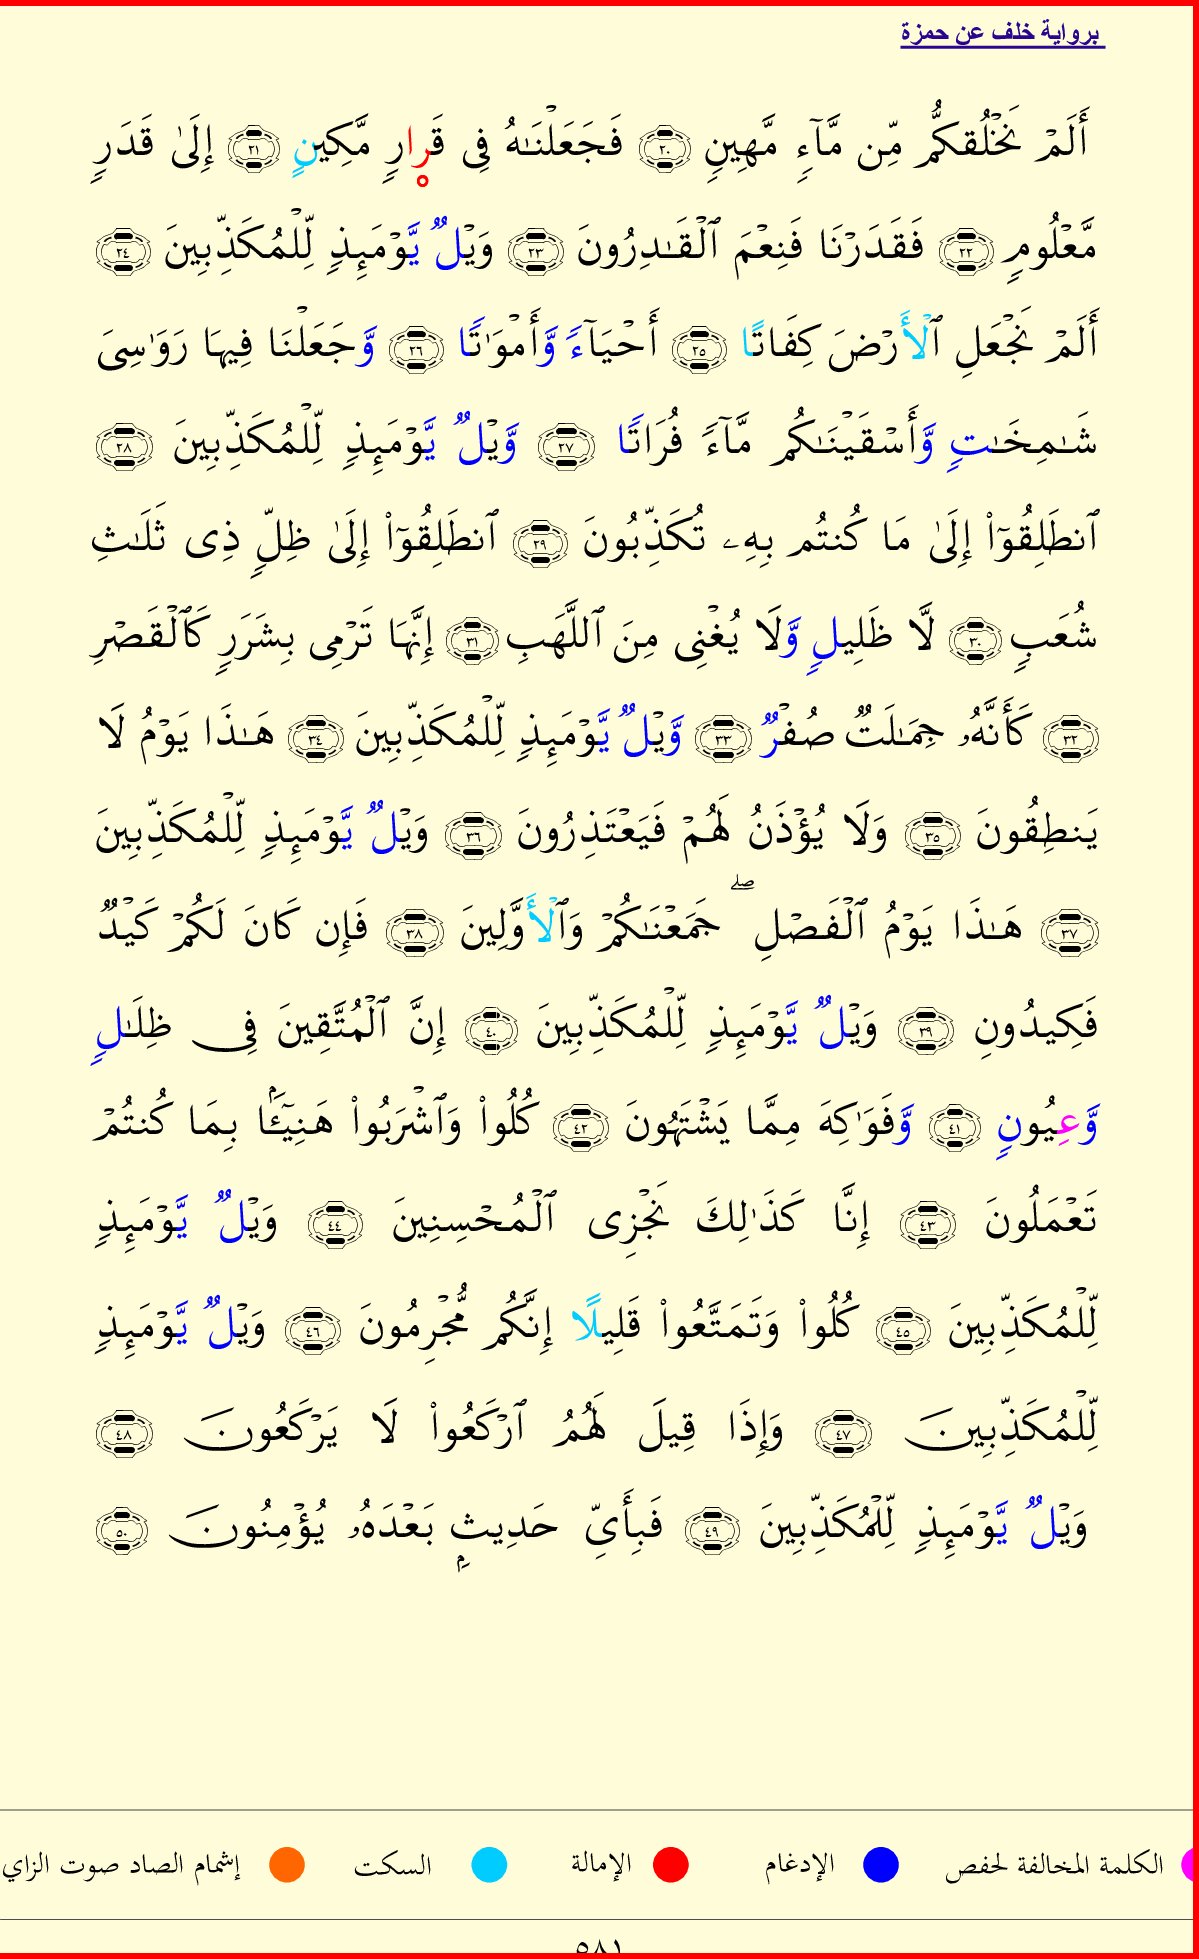 برواية خلف عن حمزة
أَلَمْ نَخْلُقكُّم مِّن مَّآءٍ مَّهِينٍ ٢٠ فَجَعَلْنَٰهُ فِى قَرارٍ مَّكِينٍ ٢١ إِلَىٰ قَدَرٍ
مَّعْلُومٍ ٢٢ فَقَدَرْنَا فَنِعْمَ ٱلْقَٰدِرُونَ ٢٣ وَيْلٌ يَّوْمَئِذٍ لِّلْمُكَذِّبِينَ ٢٤
أَلَمْ نَجْعَلِ ٱلْأَرْضَ كِفَاتًا ٢٥ أَحْيَآءً وَّأَمْوَٰتًا ٢٦ وَّجَعَلْنَا فِيهَا رَوَٰسِىَ
شَٰمِخَٰتٍ وَّأَسْقَيْنَٰكُم مَّآءً فُرَاتًا ٢٧ وَّيْلٌ يَّوْمَئِذٍ لِّلْمُكَذِّبِينَ ٢٨
ٱنطَلِقُوٓا۟ إِلَىٰ مَا كُنتُم بِهِۦ تُكَذِّبُونَ ٢٩ ٱنطَلِقُوٓا۟ إِلَىٰ ظِلٍّ ذِى ثَلَٰثِ
شُعَبٍ ٣٠ لَّا ظَلِيلٍ وَّلَا يُغْنِى مِنَ ٱللَّهَبِ ٣١ إِنَّهَا تَرْمِى بِشَرَرٍ كَٱلْقَصْرِ
٣٢ كَأَنَّهُۥ جِمَٰلَتٌ صُفْرٌ ٣٣ وَّيْلٌ يَّوْمَئِذٍ لِّلْمُكَذِّبِينَ ٣٤ هَٰذَا يَوْمُ لَا
يَنطِقُونَ ٣٥ وَلَا يُؤْذَنُ لَهُمْ فَيَعْتَذِرُونَ ٣٦ وَيْلٌ يَّوْمَئِذٍ لِّلْمُكَذِّبِينَ
٣٧ هَٰذَا يَوْمُ ٱلْفَصْلِ ۖ جَمَعْنَٰكُمْ وَٱلْأَوَّلِينَ ٣٨ فَإِن كَانَ لَكُمْ كَيْدٌ
فَكِيدُونِ ٣٩ وَيْلٌ يَّوْمَئِذٍ لِّلْمُكَذِّبِينَ ٤٠ إِنَّ ٱلْمُتَّقِينَ فِى ظِلَٰلٍ
وَّعِيُونٍ ٤١ وَّفَوَٰكِهَ مِمَّا يَشْتَهُونَ ٤٢ كُلُوا۟ وَٱشْرَبُوا۟ هَنِيٓـًٔۢا بِمَا كُنتُمْ
تَعْمَلُونَ ٤٣ إِنَّا كَذَٰلِكَ نَجْزِى ٱلْمُحْسِنِينَ ٤٤ وَيْلٌ يَّوْمَئِذٍ
لِّلْمُكَذِّبِينَ ٤٥ كُلُوا۟ وَتَمَتَّعُوا۟ قَلِيلًا إِنَّكُم مُّجْرِمُونَ ٤٦ وَيْلٌ يَّوْمَئِذٍ
لِّلْمُكَذِّبِينَ ٤٧ وَإِذَا قِيلَ لَهُمُ ٱرْكَعُوا۟ لَا يَرْكَعُونَ ٤٨
وَيْلٌ يَّوْمَئِذٍ لِّلْمُكَذِّبِينَ ٤٩ فَبِأَىِّ حَدِيثٍۭ بَعْدَهُۥ يُؤْمِنُونَ ٥٠
الكلمة المخالفة لحفص الإدغام الإمالة السكت إشمام الصاد صوت الزاي
٥٨١